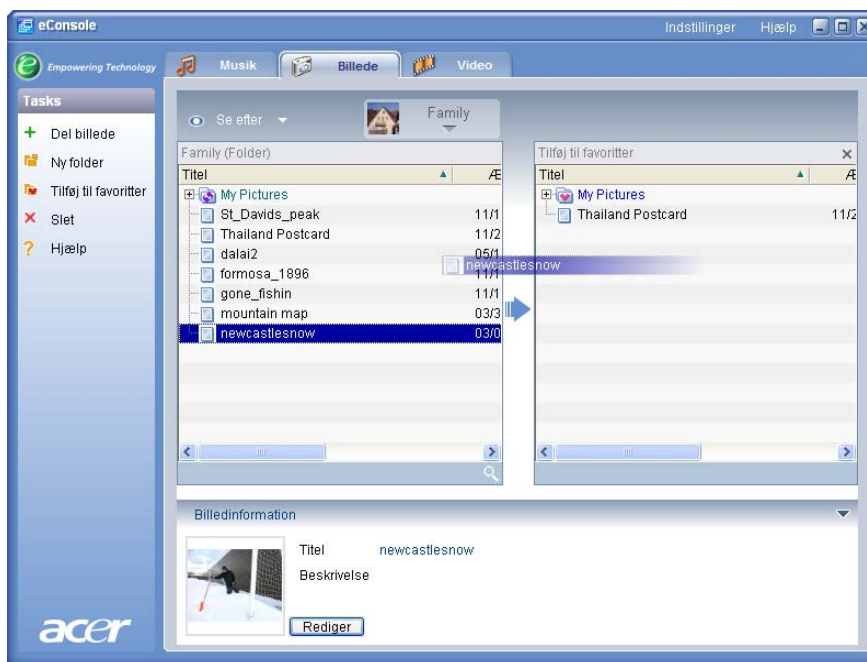 eConsole
Indstillinger Hjælp
Empowering Technology
Musik
Billede
Video
Tasks
Del billede
Ny folder
Tilføj til favoritter
Slet
Hjælp
Se efter
Family
Family (Folder)
Titel Æ
My Pictures
St_Davids_peak 11/1
Thailand Postcard 11/2
dalai2 05/1
formosa_1896 11/1
gone_fishin 11/1
mountain map 03/3
newcastlesnow 03/0
newcastlesnow
Tilføj til favoritter
Titel Æ
My Pictures
Thailand Postcard 11/2
Billedinformation
Titel newcastlesnow
Beskrivelse
Rediger
acer